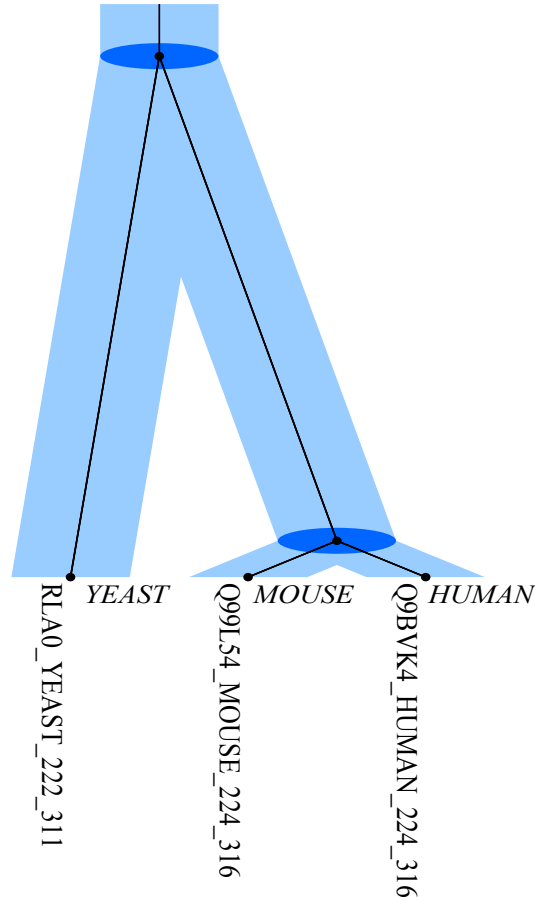 YEAST
MOUSE
HUMAN
RLA0_YEAST_222_311
Q99L54_MOUSE_224_316
Q9BVK4_HUMAN_224_316